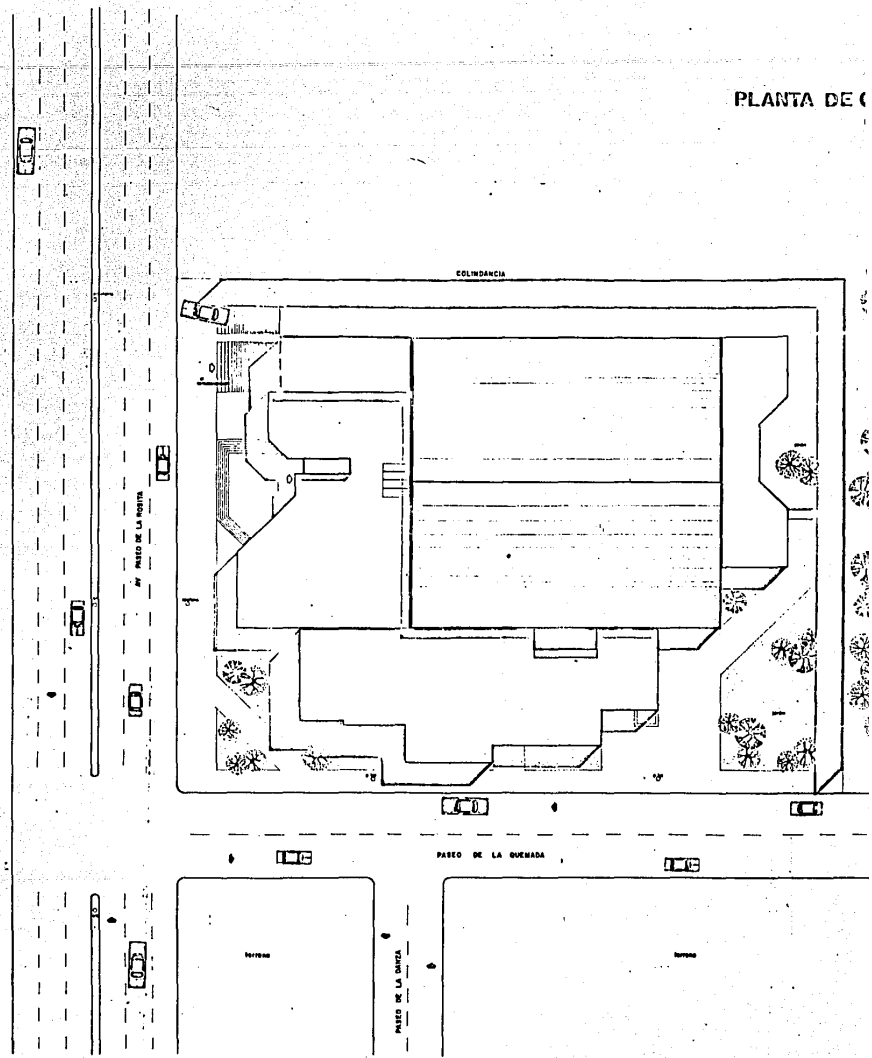 PLANTA DE
COLINDANCIA
AV PASEO DE LA ROSITA
PASEO DE LA QUEMADA
terreno
PASEO DE LA DANZA
terreno